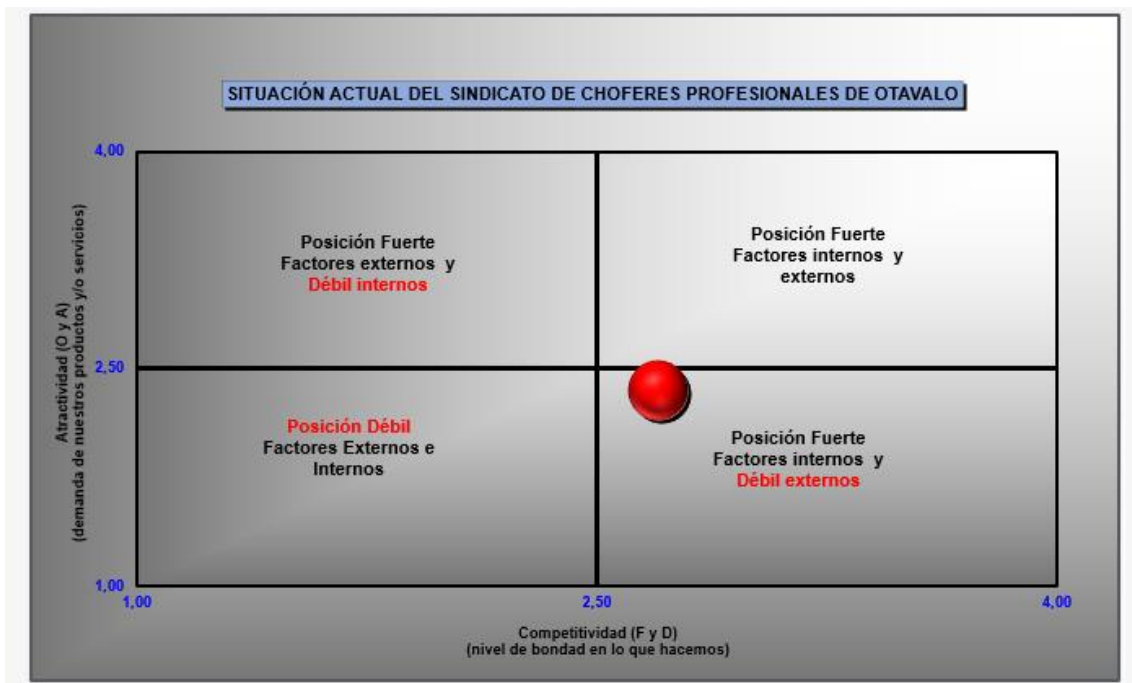 SITUACIÓN ACTUAL DEL SINDICATO DE CHOFERES PROFESIONALES DE OTAVALO
4,00
Posición Fuerte
Factores externos y
Débil internos
Posición Fuerte
Factores internos y
externos
Atractividad (O y A)
(demanda de nuestros productos y/o servicios)
2,50
Posición Débil
Factores Externos e
Internos
Posición Fuerte
Factores internos y
Débil externos
1,00
1,00
2,50
4,00
Competitividad (F y D)
(nivel de bondad en lo que hacemos)